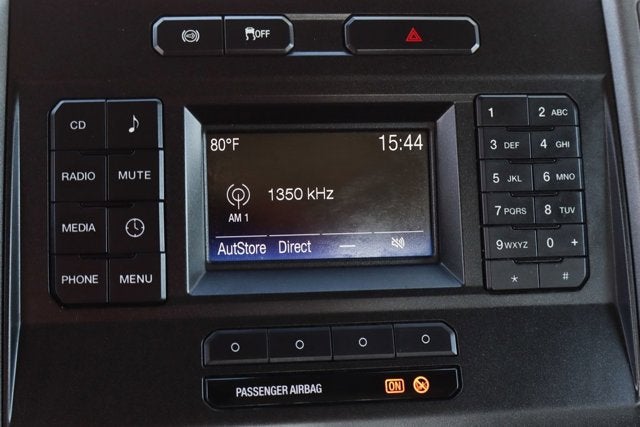 OFF
CD
RADIO MUTE
MEDIA
PHONE MENU
80°F 15:44
1350 kHz
AM 1
AutoStore Direct —
1 2 ABC
3 DEF 4 GHI
5 JKL 6 MNO
7 PQRS 8 TUV
9 WXYZ 0 +
* #
PASSENGER AIRBAG ON